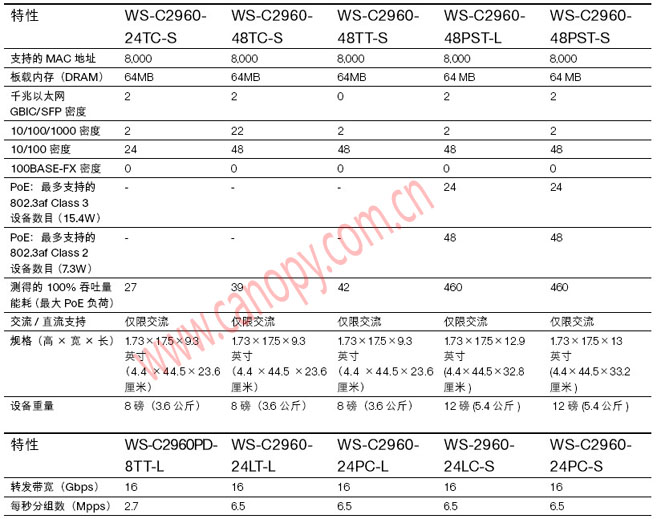 特性 WS-C2960-24TC-S WS-C2960-48TC-S WS-C2960-48TT-S WS-C2960-48PST-L WS-C2960-48PST-S
支持的 MAC 地址 8,000 8,000 8,000 8,000 8,000
板载内存（DRAM） 64MB 64MB 64MB 64 MB 64 MB
千兆以太网 GBIC/SFP 密度 2 2 0 2 2
10/100/1000 密度 2 22 2 2 2
10/100 密度 24 48 48 48 48
100BASE-FX 密度 0 0 0 0 0
PoE：最多支持的 802.3af Class 3 设备数目（15.4W） - - - 24 24
PoE：最多支持的 802.3af Class 2 设备数目（7.3W） - - - 48 48
测得的 100% 吞吐量能耗（最大 PoE 负荷） 27 39 42 460 460
交流 / 直流支持 仅限交流 仅限交流 仅限交流 仅限交流 仅限交流
规格（高 × 宽 × 长） 1.73×17.5×9.3 英寸（4.4 ×44.5×23.6 厘米） 1.73×17.5×9.3 英寸（4.4 ×44.5 ×23.6 厘米） 1.73×17.5×9.3 英寸（4.4 ×44.5×23.6 厘米） 1.73×17.5×12.9 英寸(4.4×44.5×32.8 厘米) 1.73×17.5×13 英寸(4.4×44.5×33.2 厘米)
设备重量 8 磅（3.6 公斤） 8 磅（3.6 公斤） 8 磅（3.6 公斤） 12 磅 (5.4 公斤) 12 磅 (5.4 公斤)
特性 WS-C2960PD-8TT-L WS-C2960-24LT-L WS-C2960-24PC-L WS-2960-24LC-S WS-C2960-24PC-S
转发带宽（Gbps） 16 16 16 16 16
每秒分组数（Mpps） 2.7 6.5 6.5 6.5 6.5
www.canopy.com.cn